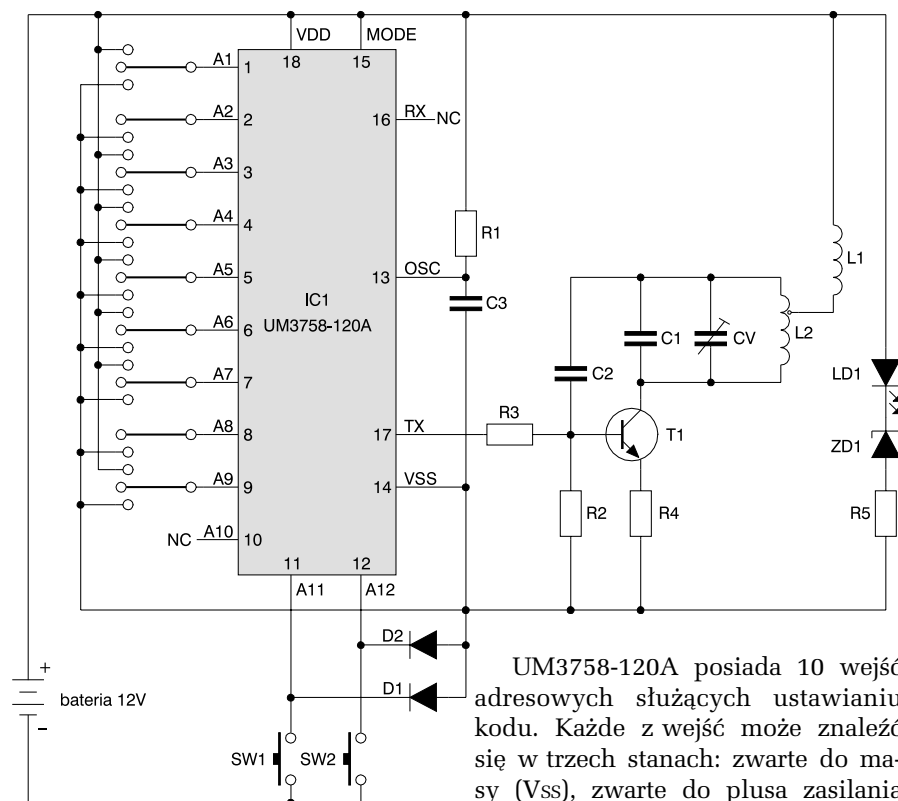 VDD MODE
18 15
A1 1
A2 2
16 RX NC
A3 3
A4 4
R1
L1
A5 5
13 OSC
IC1
C3
UM3758-120A
A6 6
C1 CV L2
A7 7
C2
LD1
A8 8
R3
17 TX
T1
ZD1
A9 9
14 VSS
R2 R4 R5
NC A10 10
11 12
A11 A12
D2
+
bateria 12V
D1
−
SW1 SW2
UM3758-120A posiada 10 wejść
adresowych służących ustawianiu
kodu. Każde z wejść może znaleźć
się w trzech stanach: zwarte do ma-
sy (Vss), zwarte do plusa zasilania